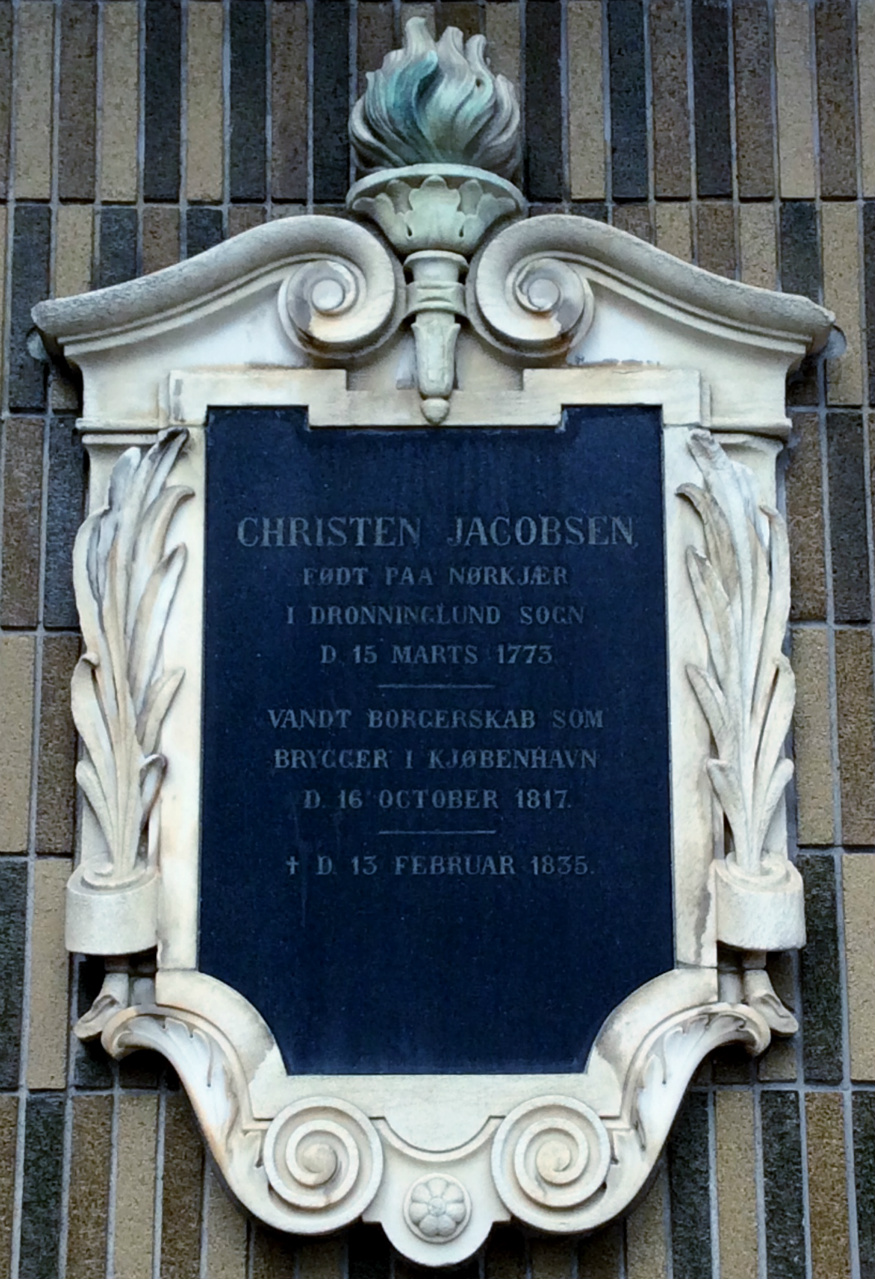 CHRISTEN JACOBSEN,
FØDT PAA NØRKJÆR
I DRONNINGLUND SOGN
D. 15 MARTS 1773.
VANDT BORGERSKAB SOM
BRYGGER I KJØBENHAVN
D. 16 OCTOBER 1817.
✝ D. 13 FEBRUAR 1835.